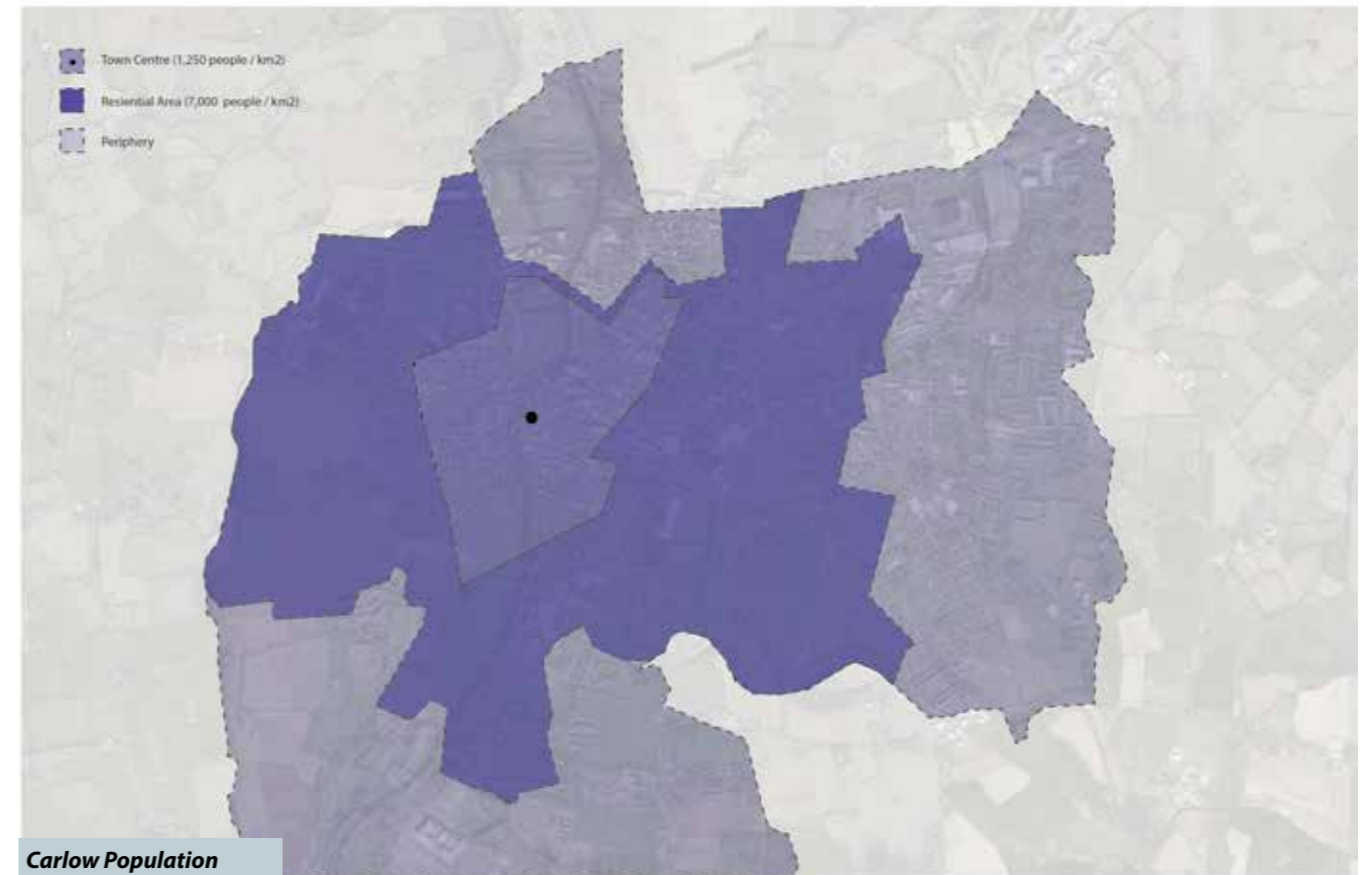 Town Centre (1,250 people / km2)
Resiential Area (7,000 people / km2)
Periphery
Carlow Population